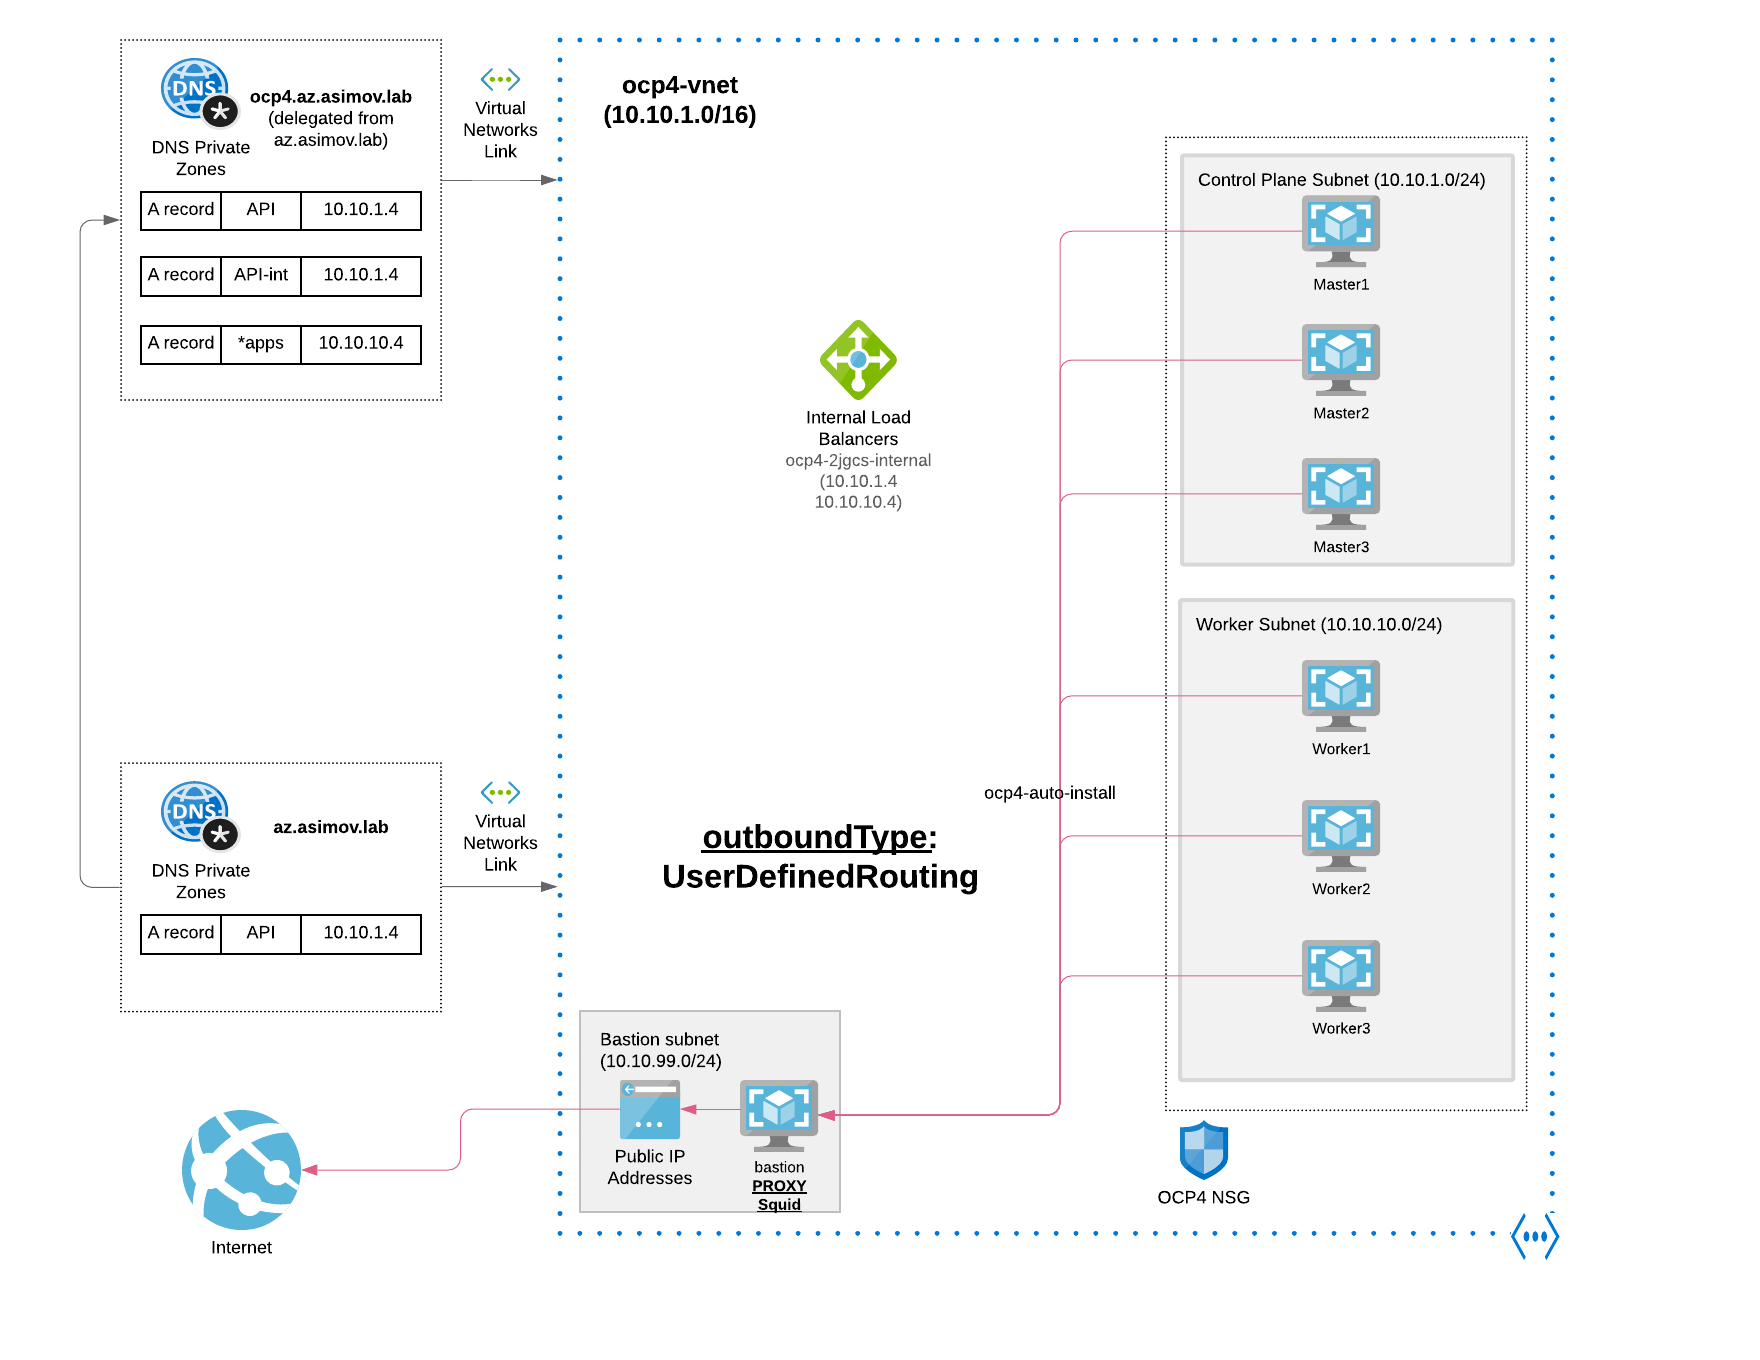 DNS
ocp4.az.asimov.lab
(delegated from
az.asimov.lab)
DNS Private
Zones
A record API 10.10.1.4
A record API-int 10.10.1.4
A record *apps 10.10.10.4
Virtual
Networks
Link
ocp4-vnet
(10.10.1.0/16)
Internal Load
Balancers
ocp4-2jgcs-internal
(10.10.1.4
10.10.10.4)
Control Plane Subnet (10.10.1.0/24)
Master1
Master2
Master3
Worker Subnet (10.10.10.0/24)
Worker1
Worker2
Worker3
ocp4-auto-install
outboundType:
UserDefinedRouting
DNS
az.asimov.lab
DNS Private
Zones
A record API 10.10.1.4
Virtual
Networks
Link
Bastion subnet
(10.10.99.0/24)
Public IP
Addresses
bastion
PROXY
Squid
OCP4 NSG
Internet